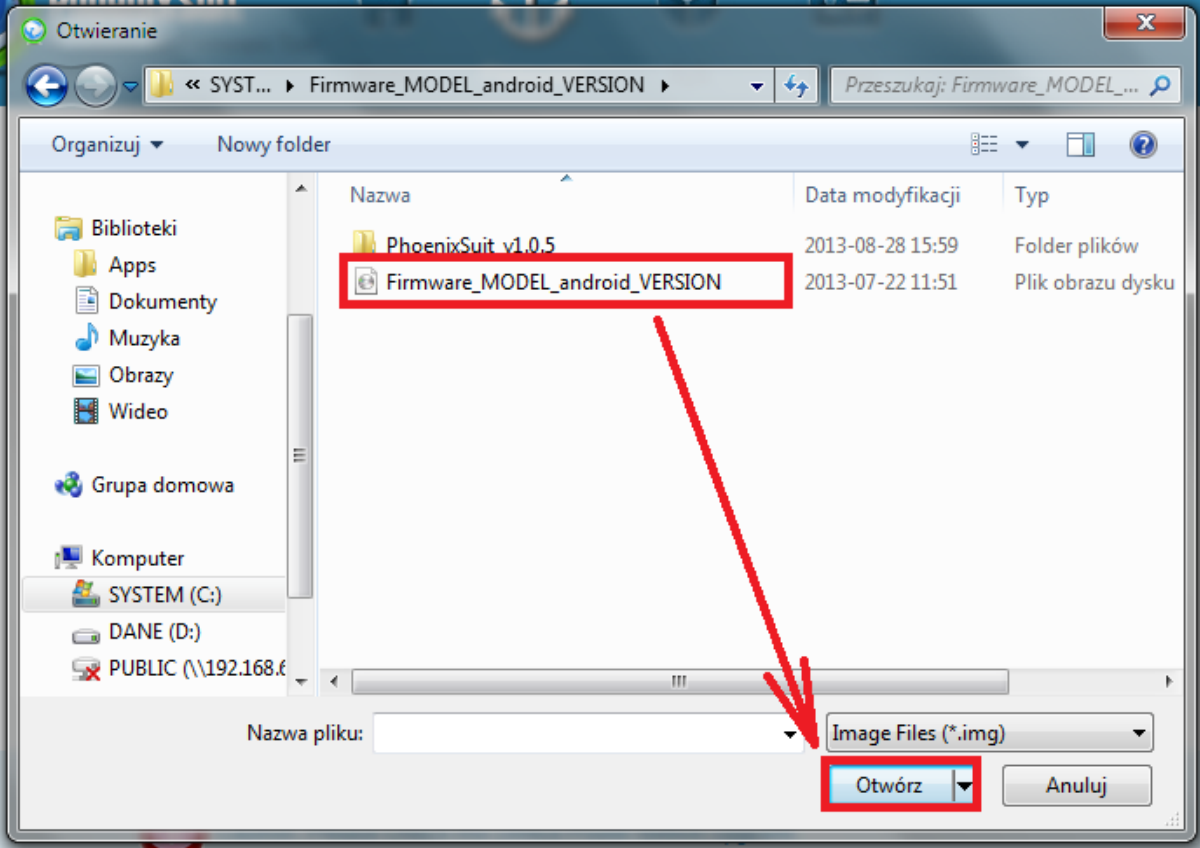 Otwieranie
« SYST... Firmware_MODEL_android_VERSION
Przeszukaj: Firmware_MODEL_...
Organizuj New folder
Nazwa Data modyfikacji Typ
PhoenixSuit_v1.0.5 2013-08-28 15:59 Folder plików
Firmware_MODEL_android_VERSION 2013-07-22 11:51 Plik obrazu dysku
Biblioteki
Apps
Dokumenty
Muzyka
Obrazy
Wideo
Grupa domowa
Komputer
SYSTEM (C:)
DANE (D:)
PUBLIC (\\192.168.6
Nazwa pliku: Image Files (*.img)
Otwórz Anuluj